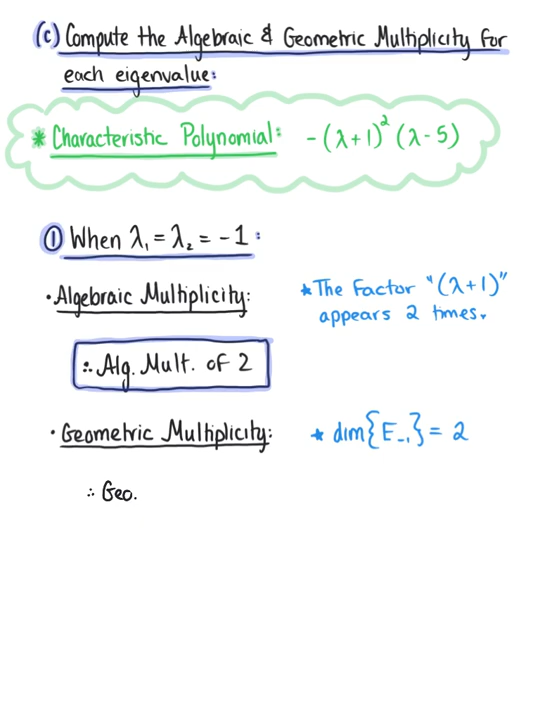 (c) Compute the Algebraic & Geometric Multiplicity for
each eigenvalue:
* Characteristic Polynomial: -(λ+1)² (λ-5)
① When λ₁ = λ₂ = -1:
• Algebraic Multiplicity:
* The Factor "(λ+1)"
appears 2 times.
∴ Alg. Mult. of 2
• Geometric Multiplicity: * dim{E₋₁} = 2
∴ Geo.